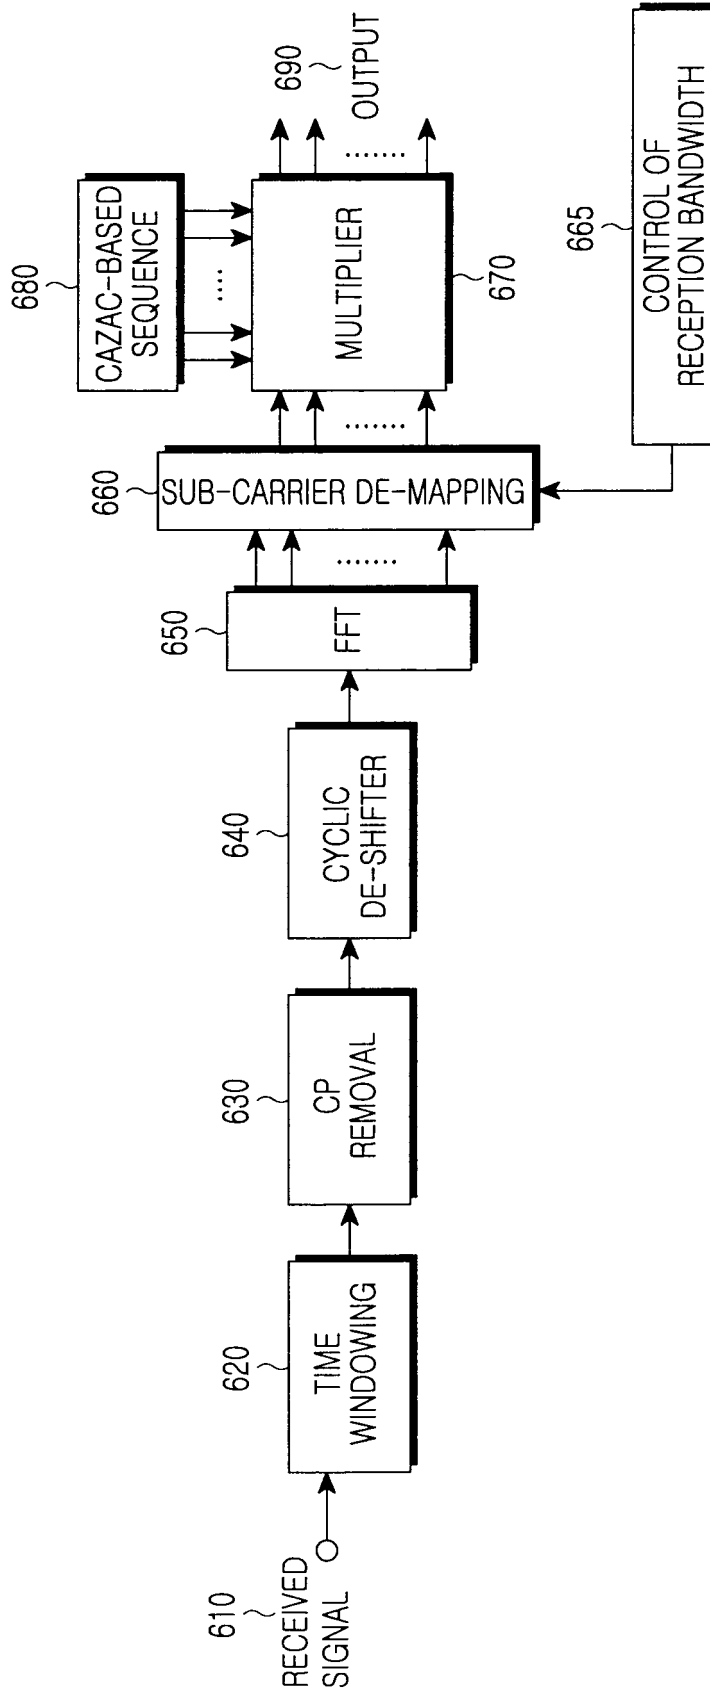 610
RECEIVED
SIGNAL
620
TIME
WINDOWING
630
CP
REMOVAL
640
CYCLIC
DE-SHIFTER
650
FFT
660
SUB-CARRIER DE-MAPPING
680
CAZAC-BASED
SEQUENCE
MULTIPLIER
670
690
OUTPUT
665
CONTROL OF
RECEPTION BANDWIDTH